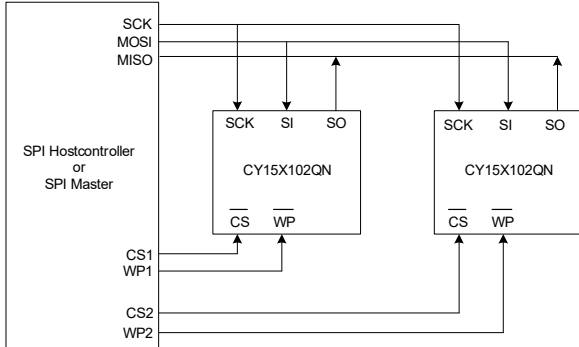 SCK
MOSI
MISO
SCK SI SO
SCK SI SO
SPI Hostcontroller
or
SPI Master
CY15X102QN
CY15X102QN
CS WP
CS WP
CS1
WP1
CS2
WP2